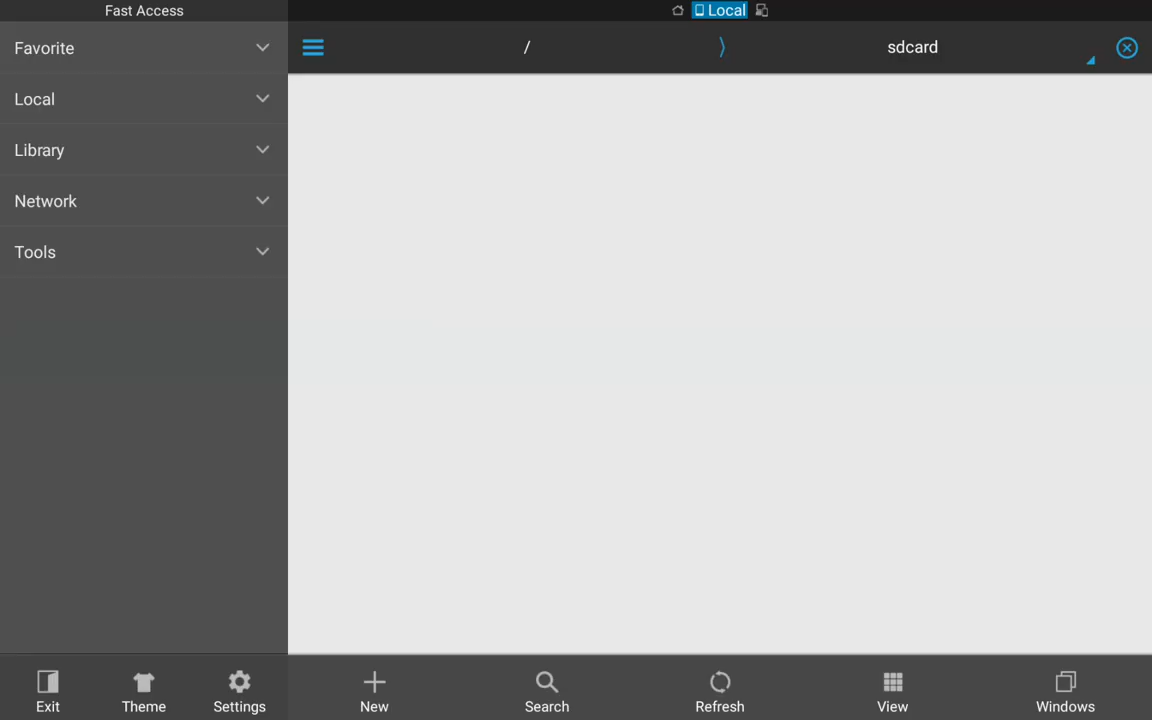 Fast Access
Local
Favorite
/
sdcard
Local
Library
Network
Tools
Exit
Theme
Settings
New
Search
Refresh
View
Windows